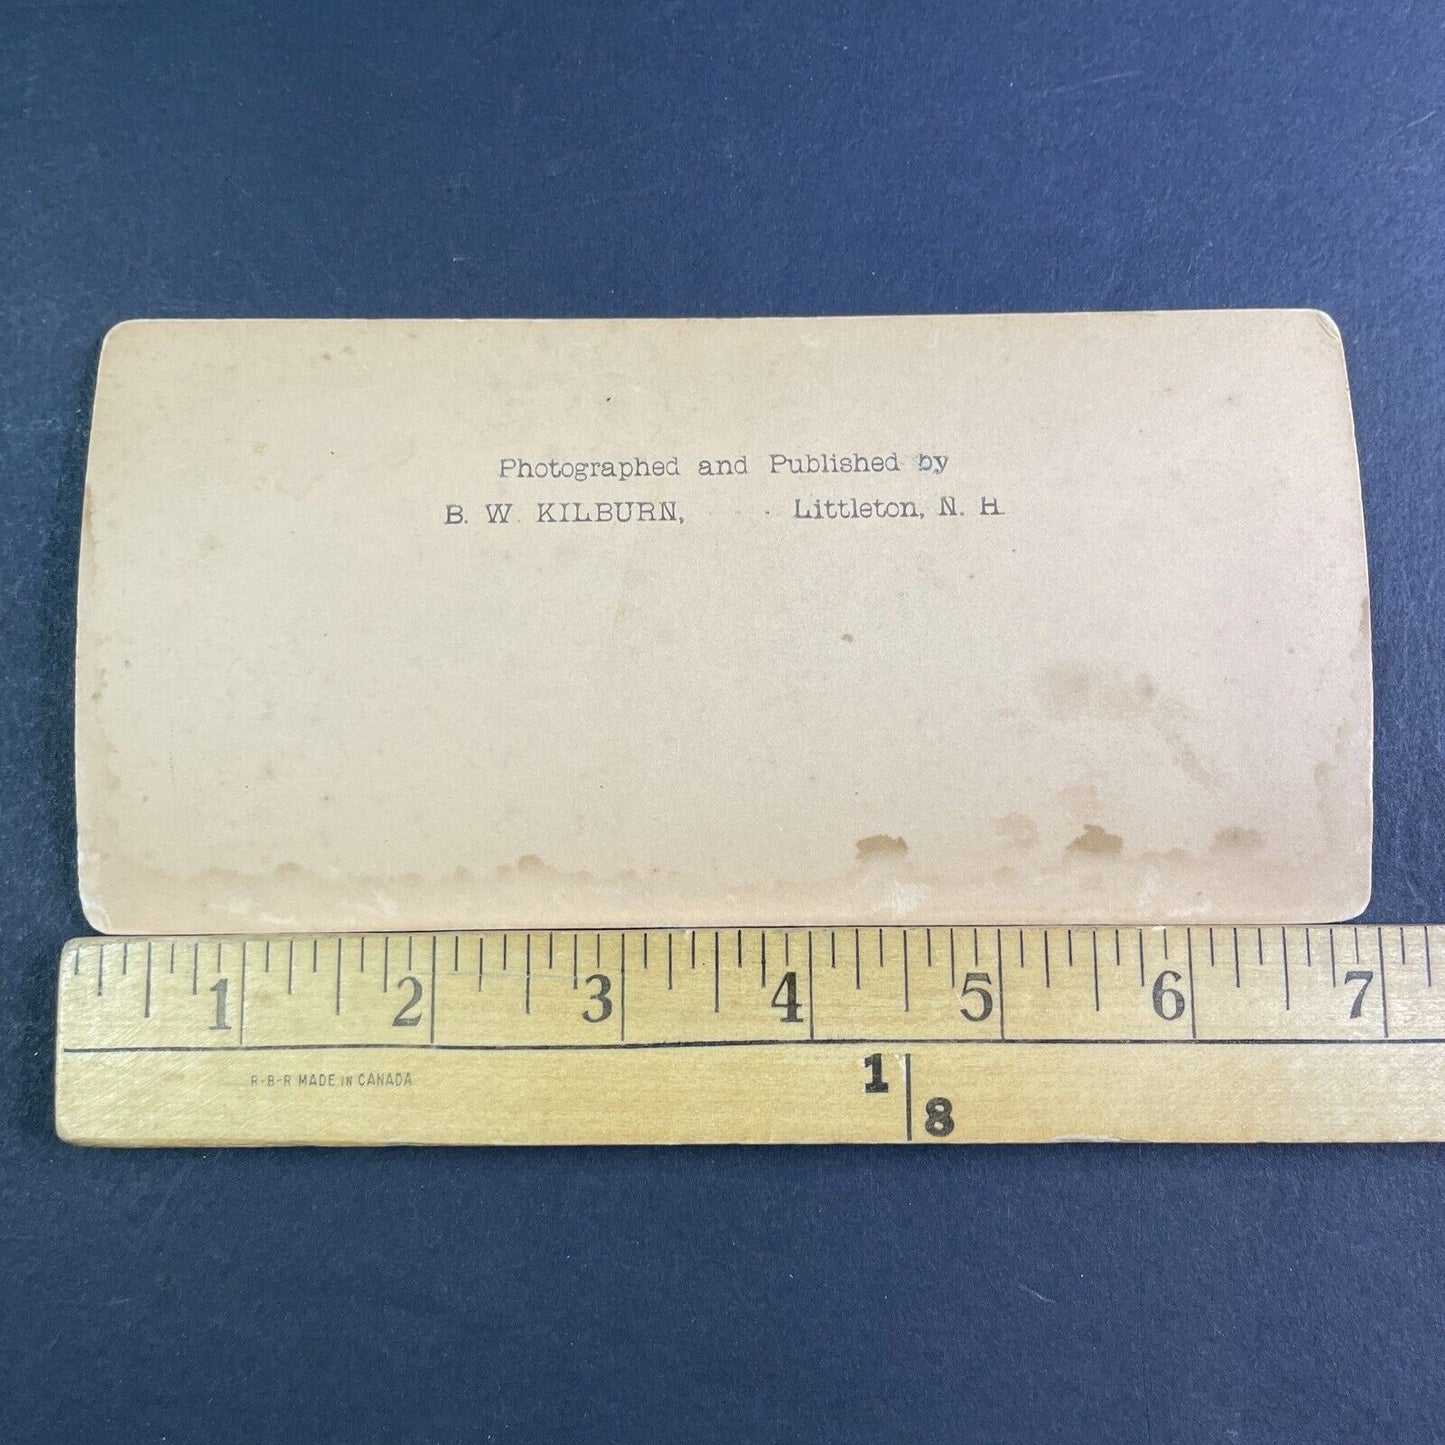 Photographed and Published by
B. W. KILBURN, - - Littleton, N. H.
1 2 3 4 5 6 7
R-B-R MADE IN CANADA
1
8